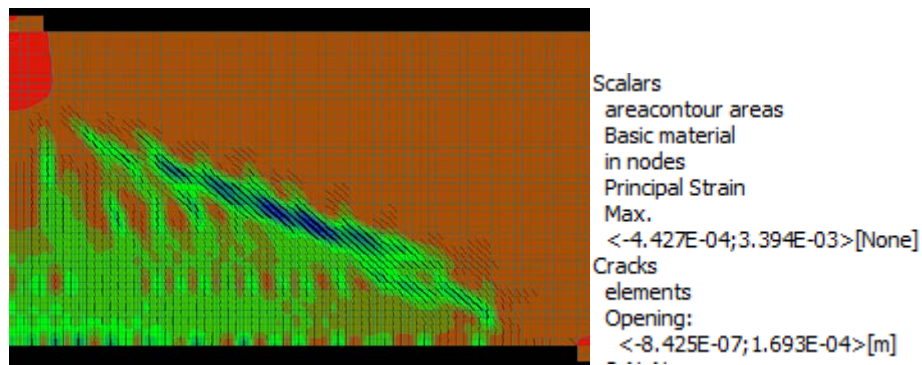 Scalars
areacontour areas
Basic material
in nodes
Principal Strain
Max.
<-4.427E-04;3.394E-03>[None]
Cracks
elements
Opening:
<-8.425E-07;1.693E-04>[m]